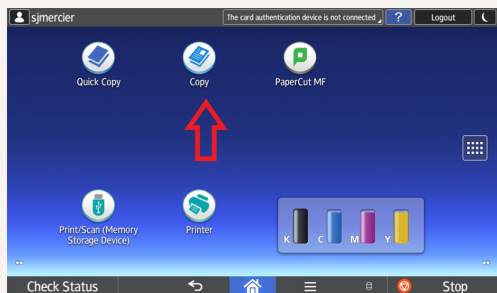 sjmercier
The card authentication device is not connected
?
Logout
Quick Copy
Copy
PaperCut MF
Print/Scan (Memory
Storage Device)
Printer
K C M Y
Check Status
Stop